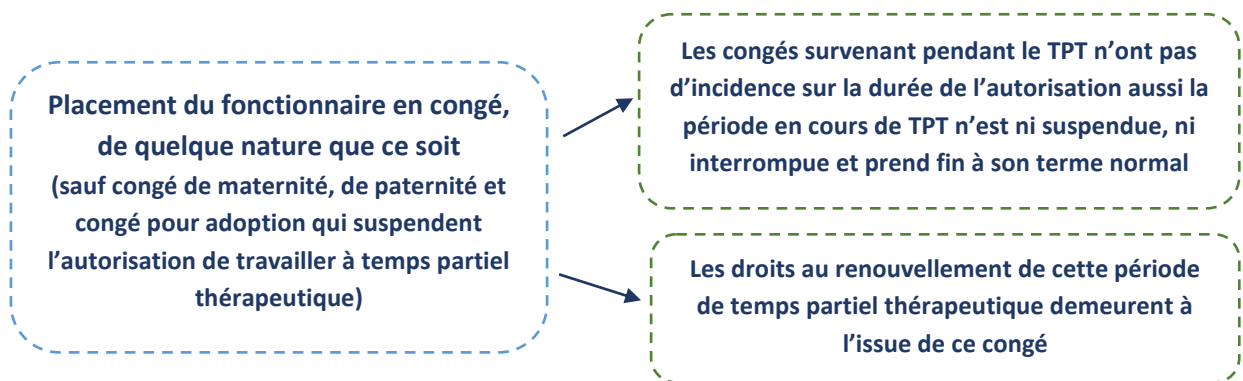 Placement du fonctionnaire en congé,
de quelque nature que ce soit
(sauf congé de maternité, de paternité et
congé pour adoption qui suspendent
l’autorisation de travailler à temps partiel
thérapeutique)
Les congés survenant pendant le TPT n’ont pas
d’incidence sur la durée de l’autorisation aussi la
période en cours de TPT n’est ni suspendue, ni
interrompue et prend fin à son terme normal
Les droits au renouvellement de cette période
de temps partiel thérapeutique demeurent à
l’issue de ce congé